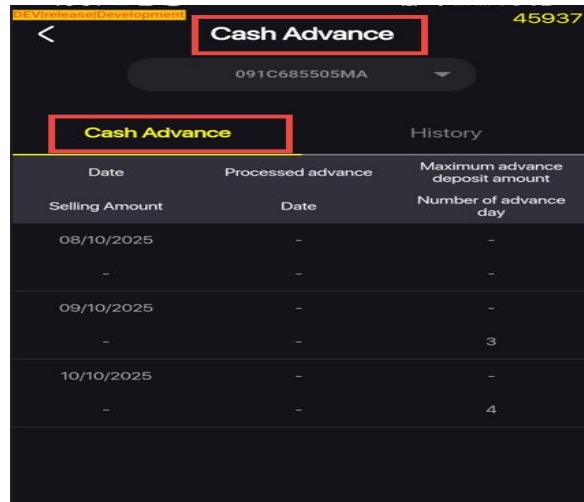 DEV|release|Development
45937
< Cash Advance
091C685505MA
Cash Advance History
Date Processed advance Maximum advance deposit amount
Selling Amount Date Number of advance day
08/10/2025 - -
- - -
09/10/2025 - -
- - 3
10/10/2025 - -
- - 4